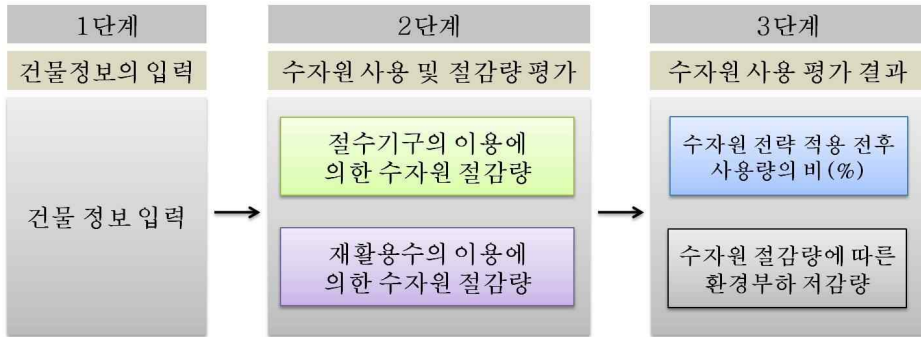 1단계
건물정보의 입력
건물 정보 입력
2단계
수자원 사용 및 절감량 평가
절수기구의 이용에
의한 수자원 절감량
재활용수의 이용에
의한 수자원 절감량
3단계
수자원 사용 평가 결과
수자원 전략 적용 전후
사용량의 비(%)
수자원 절감량에 따른
환경부하 저감량